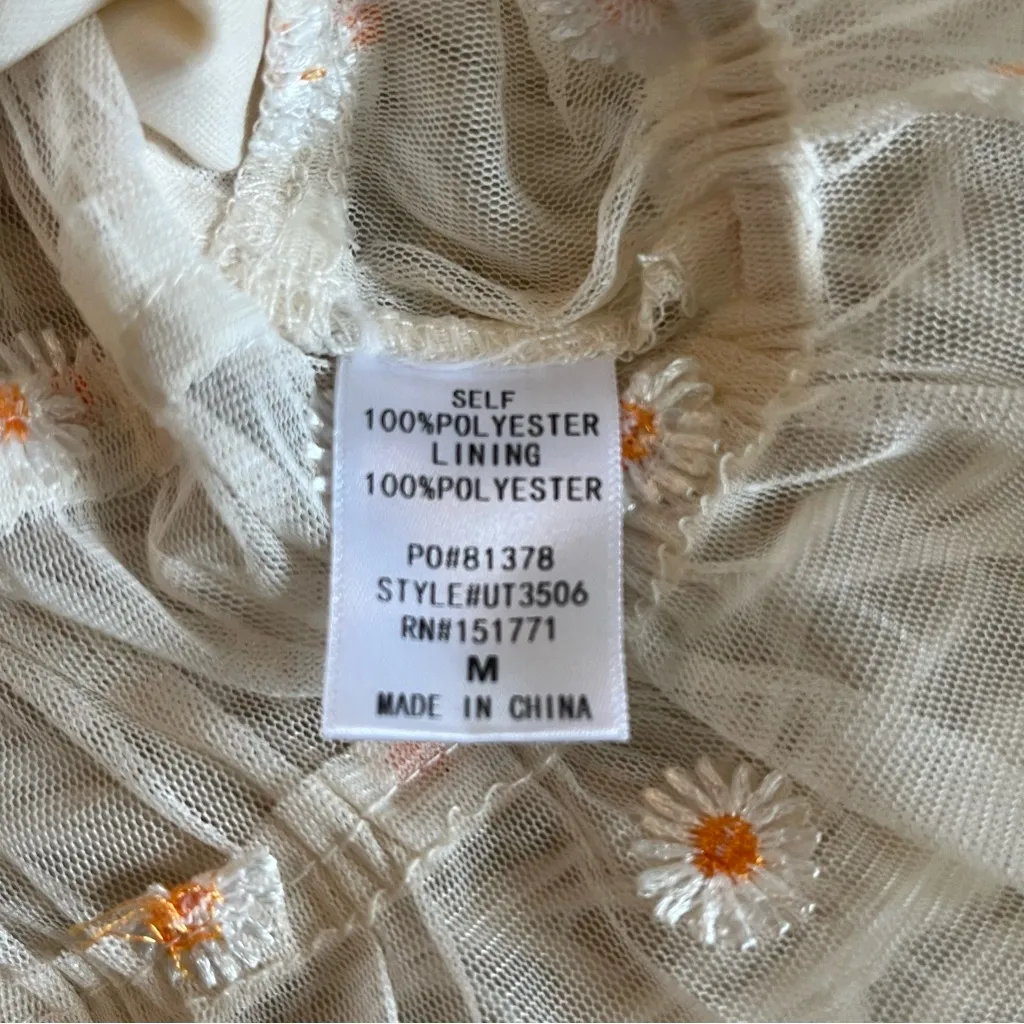 SELF
100%POLYESTER
LINING
100%POLYESTER
PO#81378
STYLE#UT3506
RN#151771
M
MADE IN CHINA